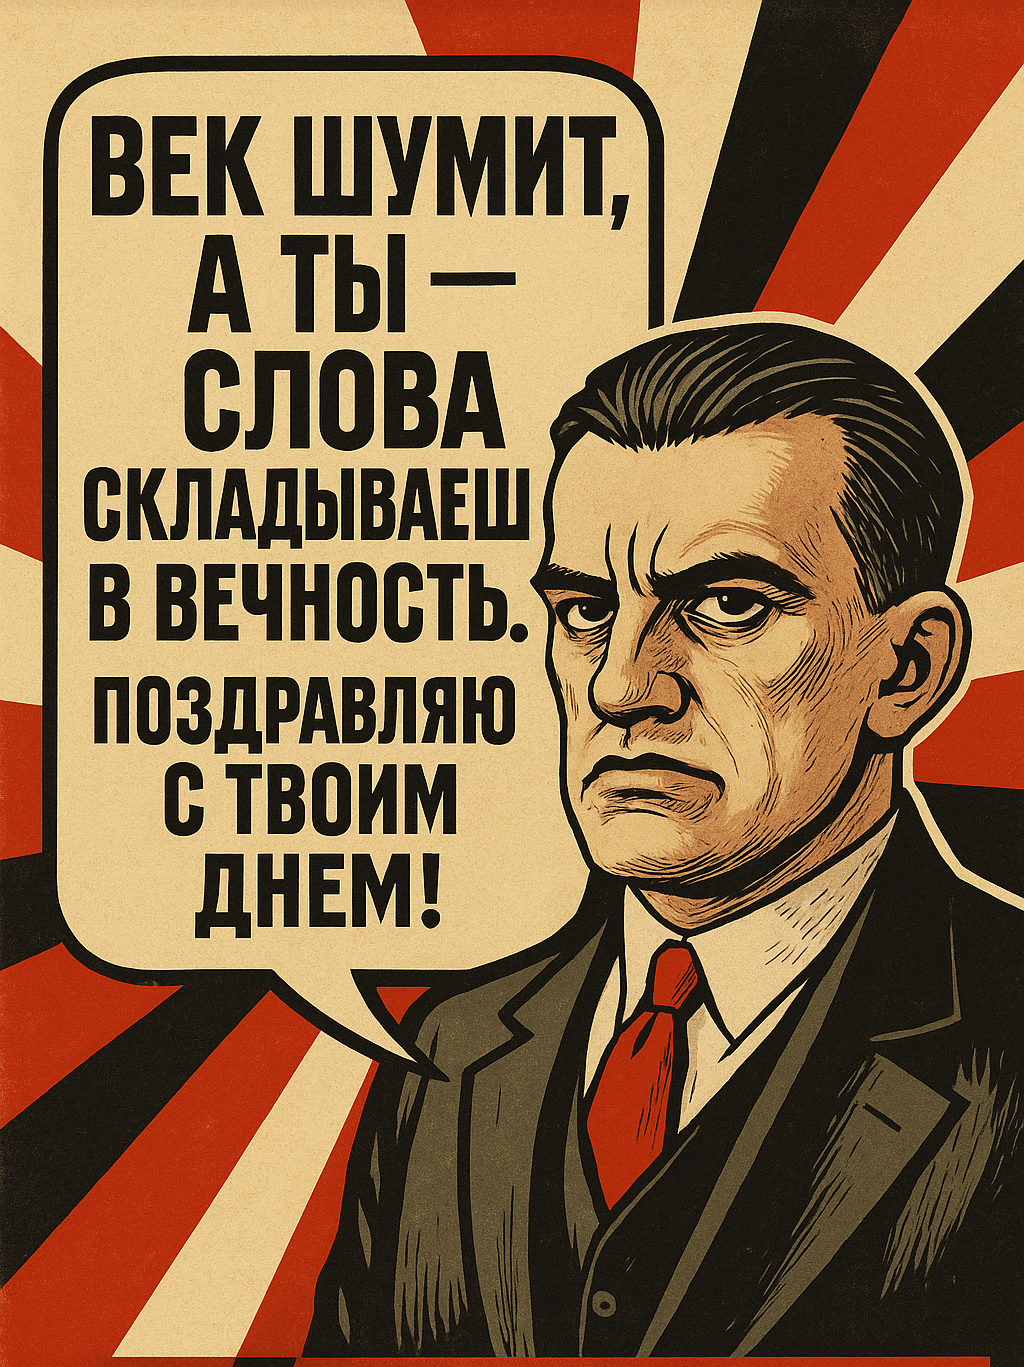 ВЕК ШУМИТ,
А ТЫ —
СЛОВА
СКЛАДЫВАЕШ
В ВЕЧНОСТЬ.
ПОЗДРАВЛЯЮ
С ТВОИМ
ДНЕМ!